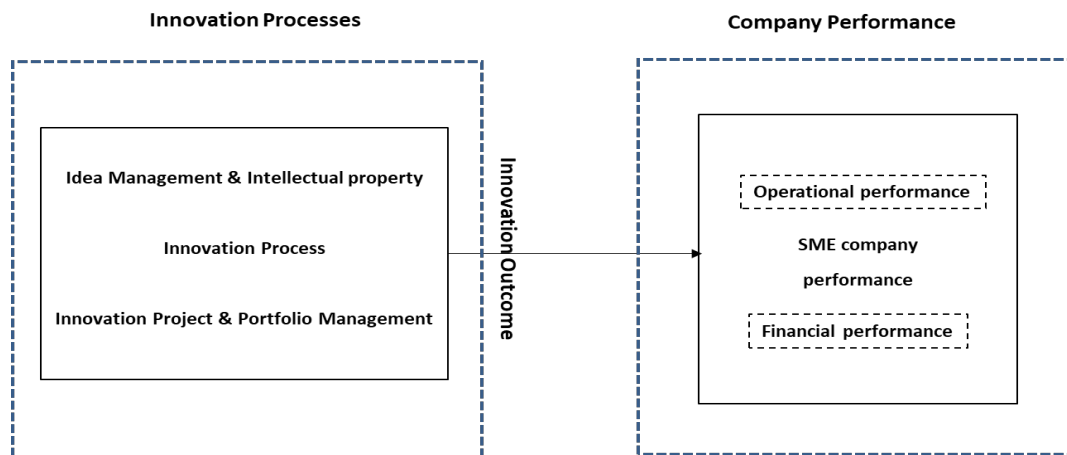 Innovation Processes
Company Performance
Idea Management & Intellectual property
Innovation Process
Innovation Project & Portfolio Management
Innovation Outcome
Operational performance
SME company
performance
Financial performance